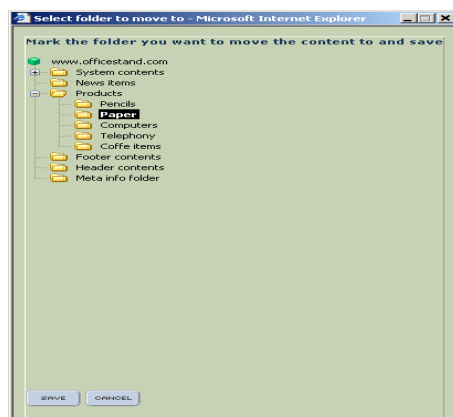 Select folder to move to - Microsoft Internet Explorer
Mark the folder you want to move the content to and save
www.officestand.com
System contents
News items
Products
Pencils
Paper
Computers
Telephony
Coffe items
Footer contents
Header contents
Meta info folder
SAVE CANCEL